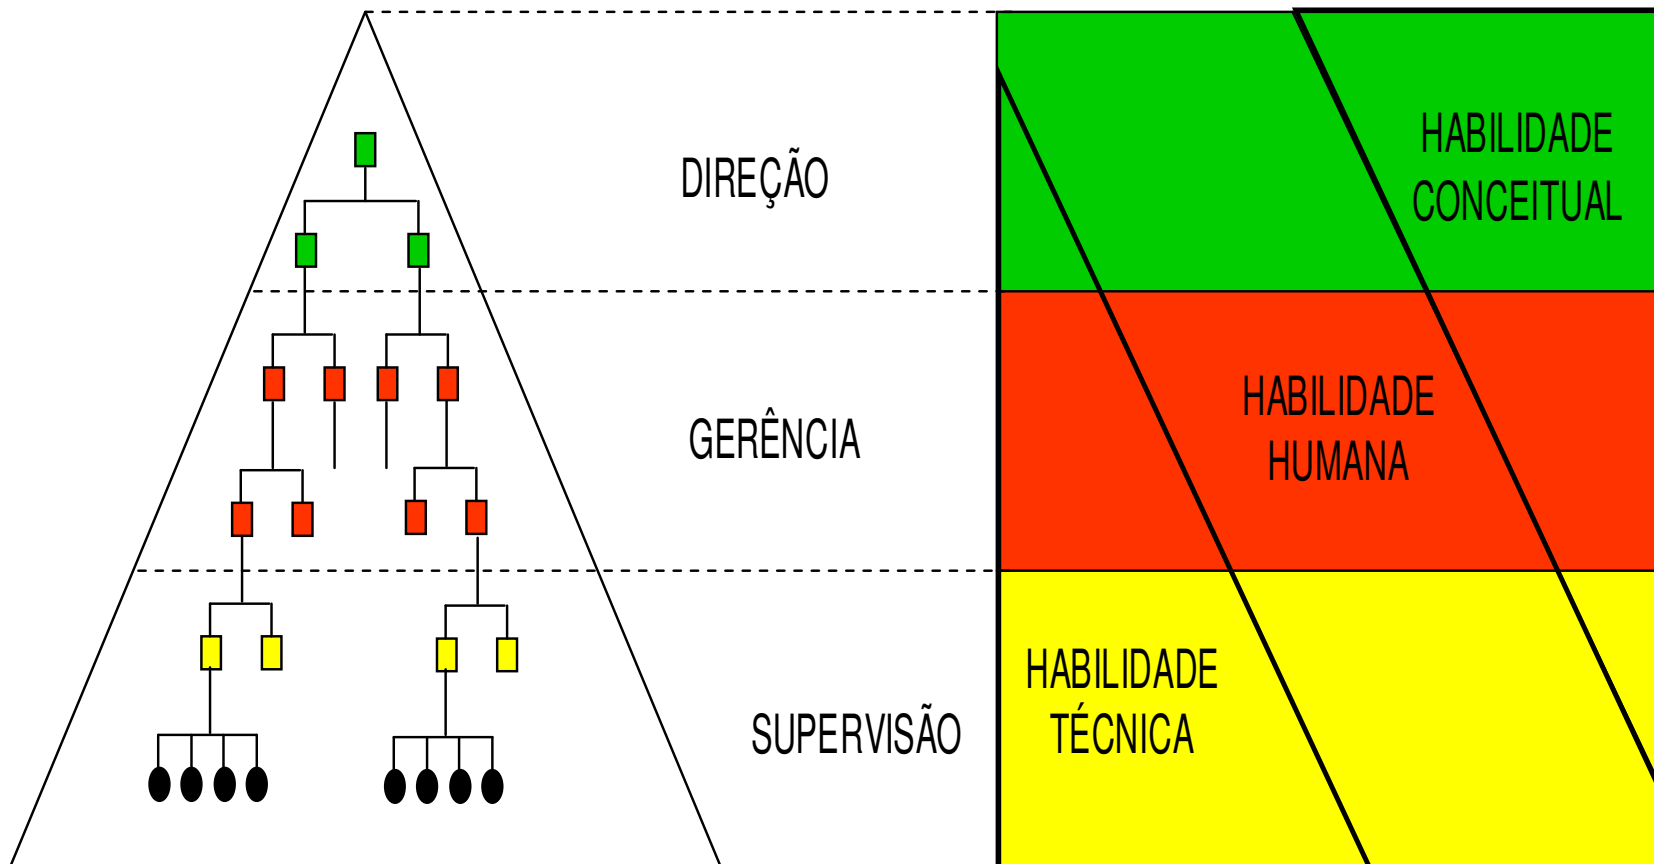 DIREÇÃO
HABILIDADE
CONCEITUAL
GERÊNCIA
HABILIDADE
HUMANA
SUPERVISÃO
HABILIDADE
TÉCNICA